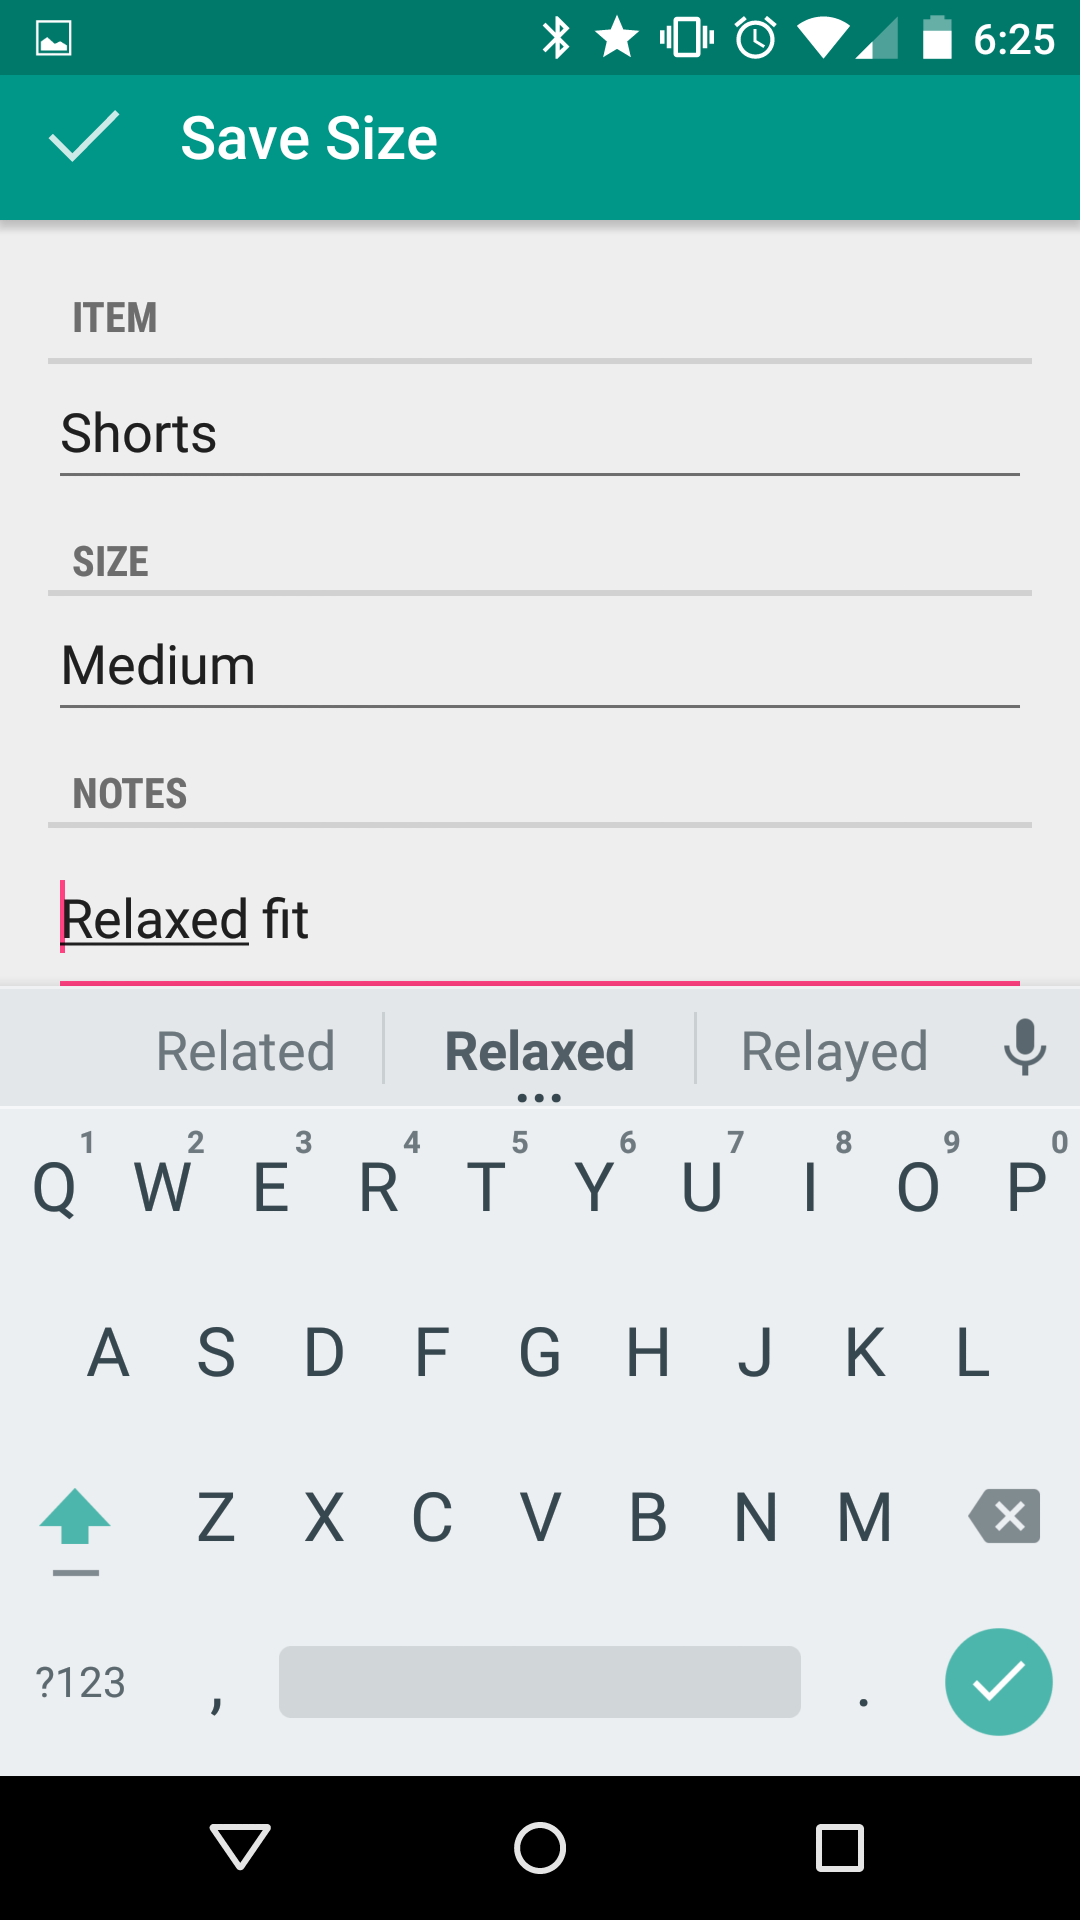 6:25
Save Size
ITEM
Shorts
SIZE
Medium
NOTES
Relaxed fit
Related Relaxed Relayed
1 2 3 4 5 6 7 8 9 0
Q W E R T Y U I O P
A S D F G H J K L
Z X C V B N M
?123 , .